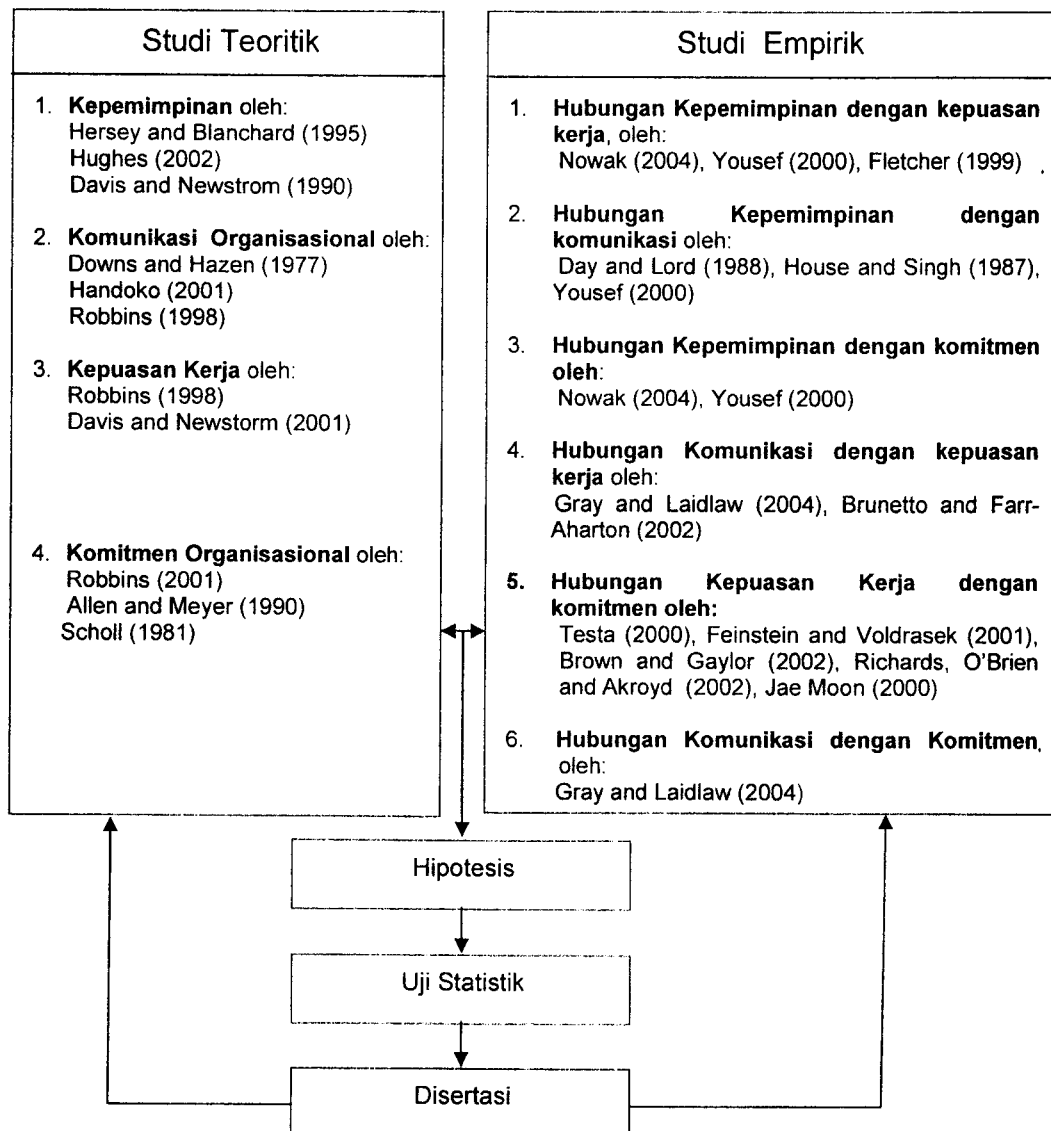 Studi Teoritik
1. Kepemimpinan oleh:
Hersey and Blanchard (1995)
Hughes (2002)
Davis and Newstrom (1990)
2. Komunikasi Organisasional oleh:
Downs and Hazen (1977)
Handoko (2001)
Robbins (1998)
3. Kepuasan Kerja oleh:
Robbins (1998)
Davis and Newstorm (2001)
4. Komitmen Organisasional oleh:
Robbins (2001)
Allen and Meyer (1990)
Scholl (1981)
Studi Empirik
1. Hubungan Kepemimpinan dengan kepuasan
kerja, oleh:
Nowak (2004), Yousef (2000), Fletcher (1999)
2. Hubungan Kepemimpinan dengan
komunikasi oleh:
Day and Lord (1988), House and Singh (1987),
Yousef (2000)
3. Hubungan Kepemimpinan dengan komitmen
oleh:
Nowak (2004), Yousef (2000)
4. Hubungan Komunikasi dengan kepuasan
kerja oleh:
Gray and Laidlaw (2004), Brunetto and Farr-
Aharton (2002)
5. Hubungan Kepuasan Kerja dengan
komitmen oleh:
Testa (2000), Feinstein and Voldrasek (2001),
Brown and Gaylor (2002), Richards, O'Brien
and Akroyd (2002), Jae Moon (2000)
6. Hubungan Komunikasi dengan Komitmen,
oleh:
Gray and Laidlaw (2004)
Hipotesis
Uji Statistik
Disertasi